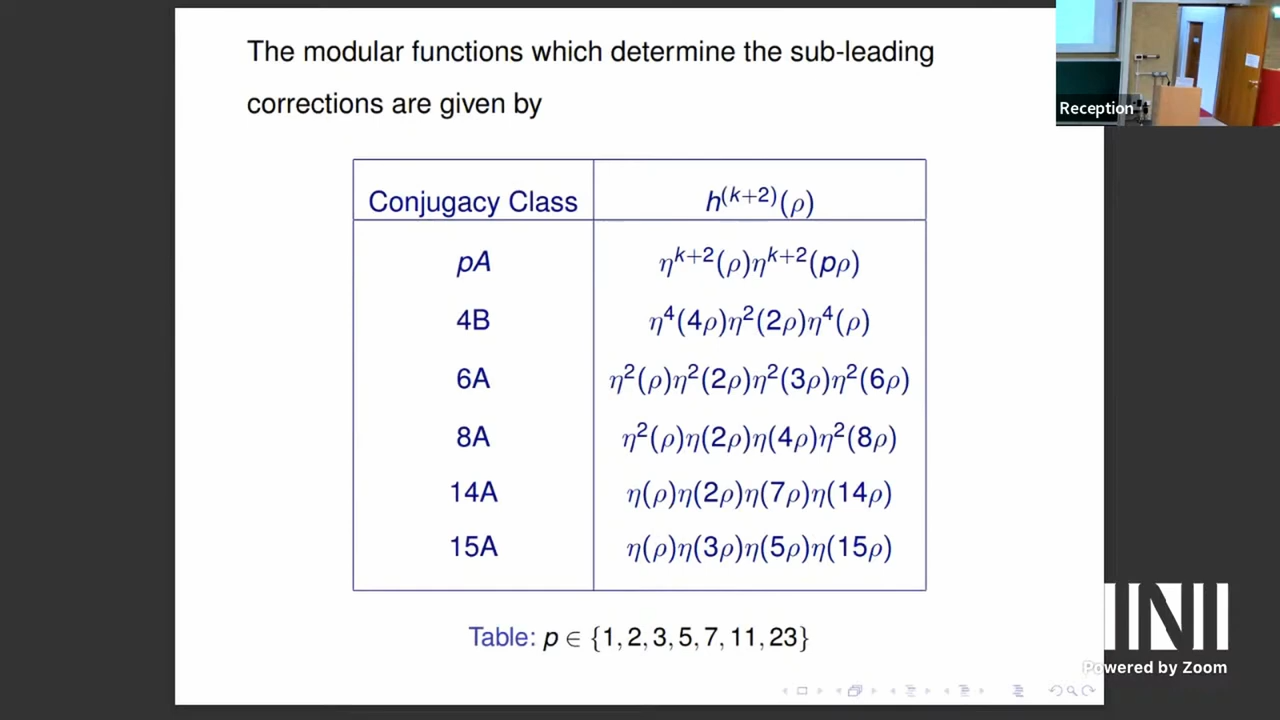 The modular functions which determine the sub-leading
corrections are given by
Reception
Conjugacy Class h^(k+2)(ρ)
pA η^{k+2}(ρ)η^{k+2}(pρ)
4B η^4(4ρ)η^2(2ρ)η^4(ρ)
6A η^2(ρ)η^2(2ρ)η^2(3ρ)η^2(6ρ)
8A η^2(ρ)η(2ρ)η(4ρ)η^2(8ρ)
14A η(ρ)η(2ρ)η(7ρ)η(14ρ)
15A η(ρ)η(3ρ)η(5ρ)η(15ρ)
Table: p ∈ {1, 2, 3, 5, 7, 11, 23}
INI
Powered by Zoom